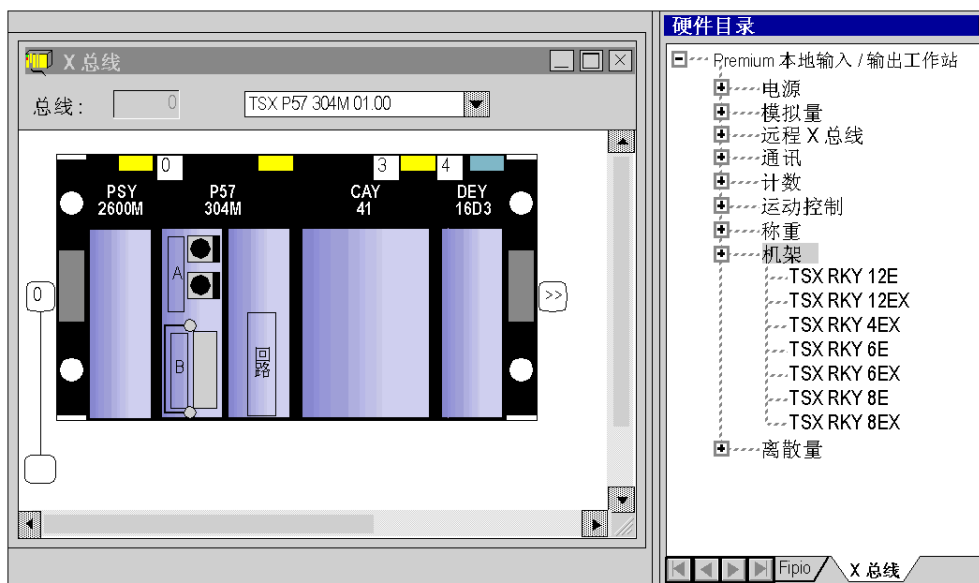 X 总线
总线：
0
TSX P57 304M 01.00
0
3
4
PSY
2600M
P57
304M
CAY
41
DEY
16D3
A
B
回路
0
>>
硬件目录
Premium 本地输入 / 输出工作站
电源
模拟量
远程 X 总线
通讯
计数
运动控制
称重
机架
TSX RKY 12E
TSX RKY 12EX
TSX RKY 4EX
TSX RKY 6E
TSX RKY 6EX
TSX RKY 8E
TSX RKY 8EX
离散量
Fipio
X 总线